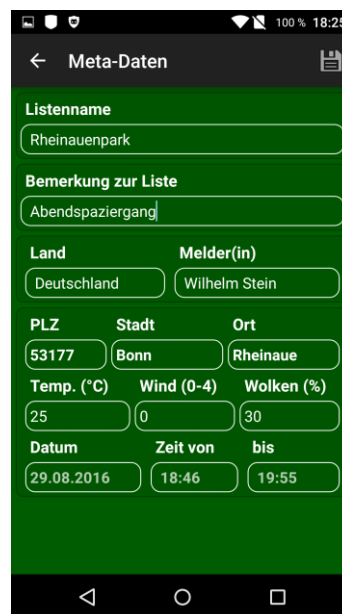 100 % 18:25
Meta-Daten
Listenname
Rheinauenpark
Bemerkung zur Liste
Abendspaziergang
Land Melder(in)
Deutschland Wilhelm Stein
PLZ Stadt Ort
53177 Bonn Rheinaue
Temp. (°C) Wind (0-4) Wolken (%)
25 0 30
Datum Zeit von bis
29.08.2016 18:46 19:55